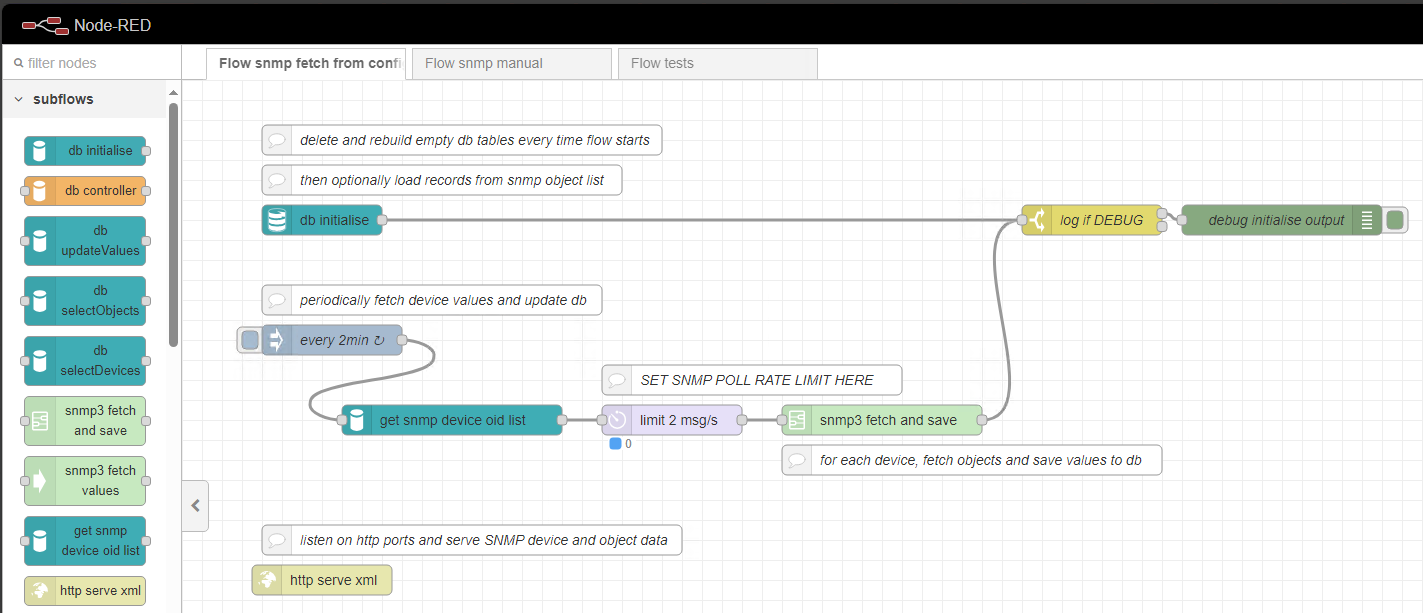 Node-RED
filter nodes
Flow snmp fetch from confi
Flow snmp manual
Flow tests
subflows
db initialise
db controller
db
updateValues
db
selectObjects
db
selectDevices
snmp3 fetch
and save
snmp3 fetch
values
get snmp
device oid list
http serve xml
delete and rebuild empty db tables every time flow starts
then optionally load records from snmp object list
db initialise
log if DEBUG
debug initialise output
periodically fetch device values and update db
every 2min ↻
SET SNMP POLL RATE LIMIT HERE
get snmp device oid list
limit 2 msg/s
snmp3 fetch and save
0
for each device, fetch objects and save values to db
listen on http ports and serve SNMP device and object data
http serve xml